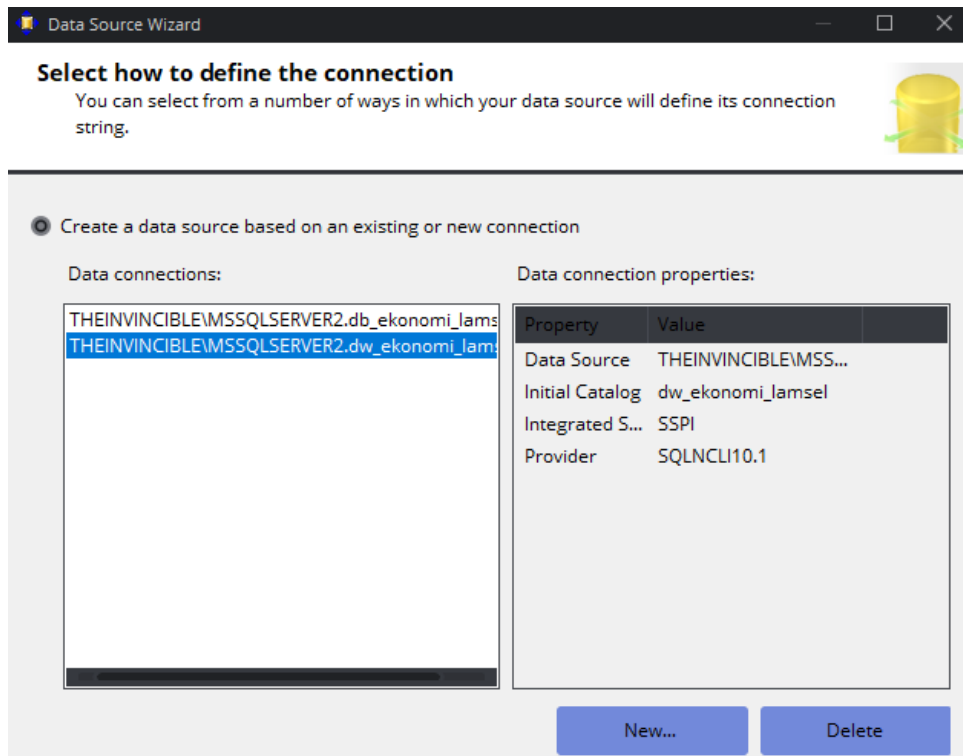 Data Source Wizard
Select how to define the connection
You can select from a number of ways in which your data source will define its connection
string.
Create a data source based on an existing or new connection
Data connections:
Data connection properties:
THEINVINCIBLE\MSSQLSERVER2.db_ekonomi_lams
THEINVINCIBLE\MSSQLSERVER2.dw_ekonomi_lams
Property Value
Data Source THEINVINCIBLE\MSS...
Initial Catalog dw_ekonomi_lamsel
Integrated S... SSPI
Provider SQLNCLI10.1
New... Delete